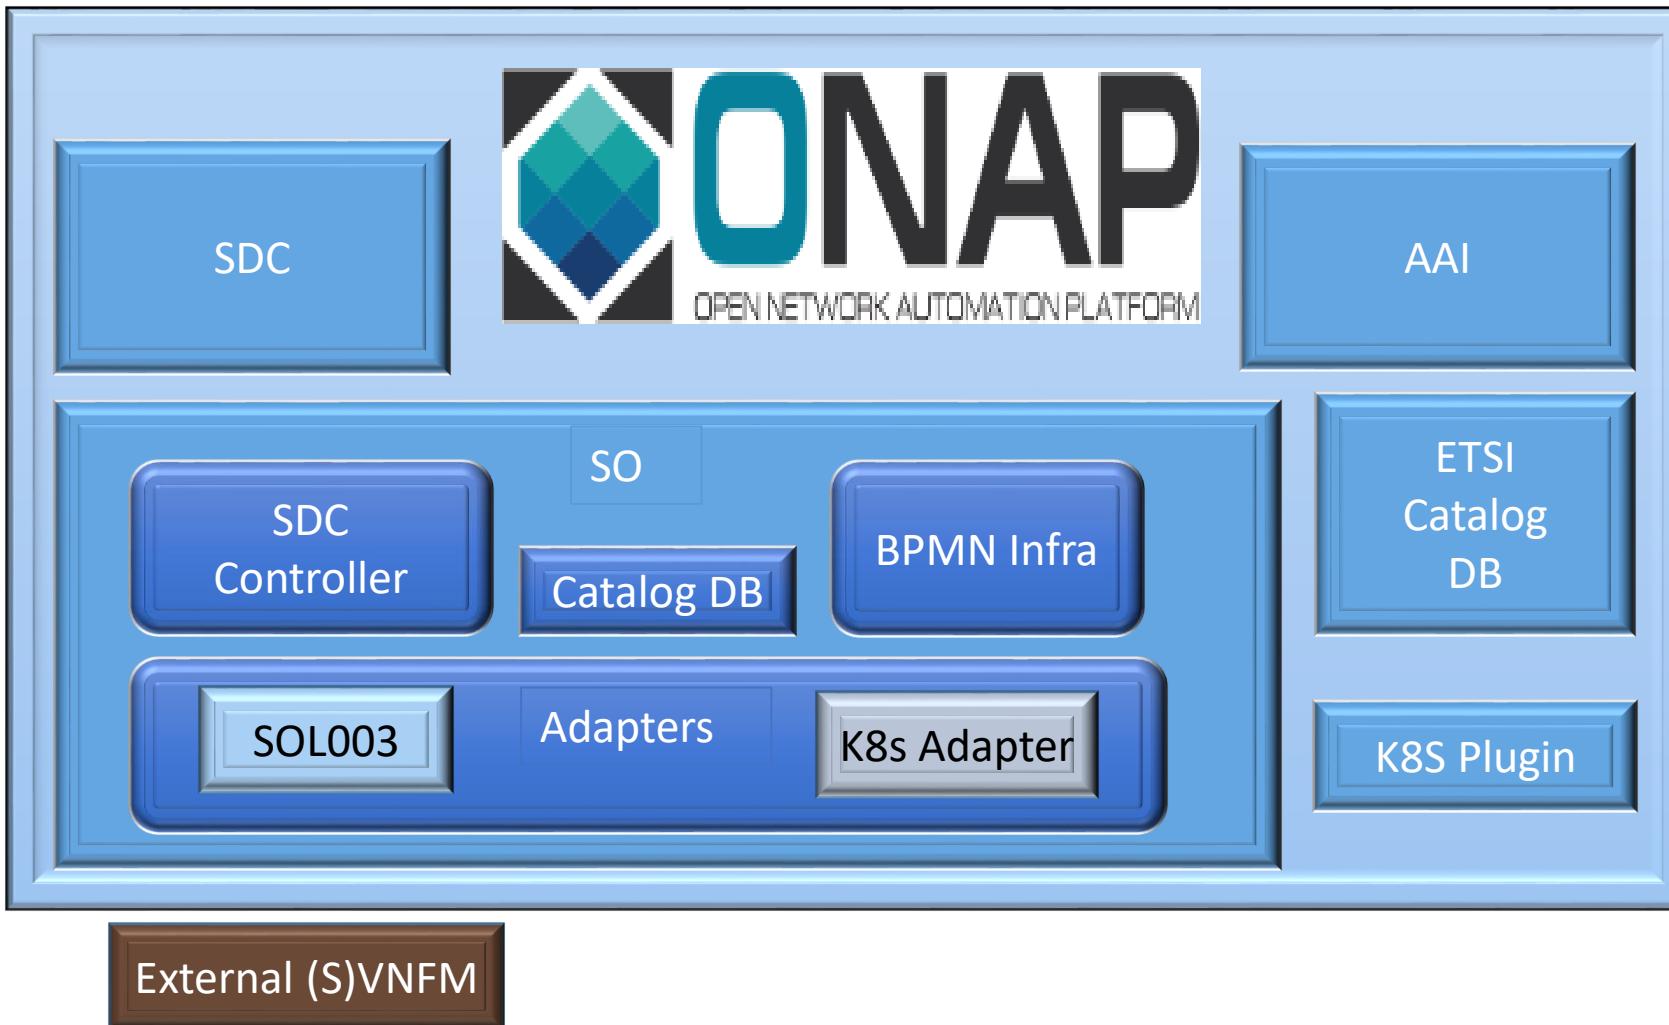 ONAP
OPEN NETWORK AUTOMATION PLATFORM
SDC
AAI
SO
SDC
Controller
Catalog DB
BPMN Infra
ETSI
Catalog
DB
SOL003
Adapters
K8s Adapter
K8S Plugin
External (S)VNFM